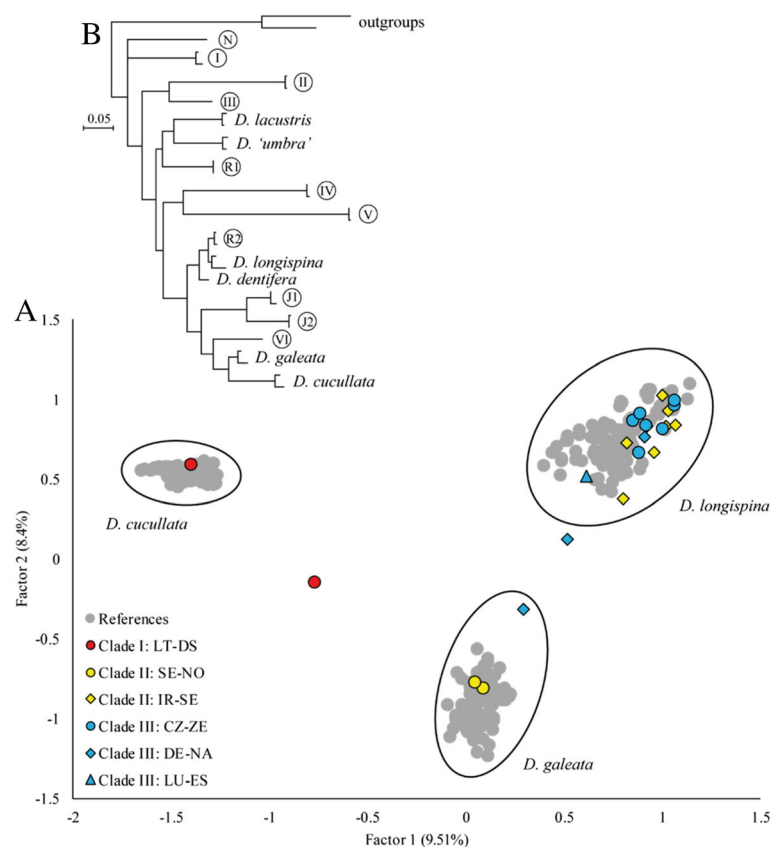 B
outgroups
N
I
II
0.05
III
D. lacustris
D. ‘umbra’
R1
IV
V
R2
D. longispina
D. dentifera
J1
A
J2
VI
D. galeata
D. cucullata
1.5
1
0.5
0
-0.5
-1
-1.5
Factor 2 (8.4%)
D. cucullata
D. longispina
D. galeata
References
Clade I: LT-DS
Clade II: SE-NO
Clade II: IR-SE
Clade III: CZ-ZE
Clade III: DE-NA
Clade III: LU-ES
-2 -1.5 -1 -0.5 0 0.5 1 1.5
Factor 1 (9.51%)